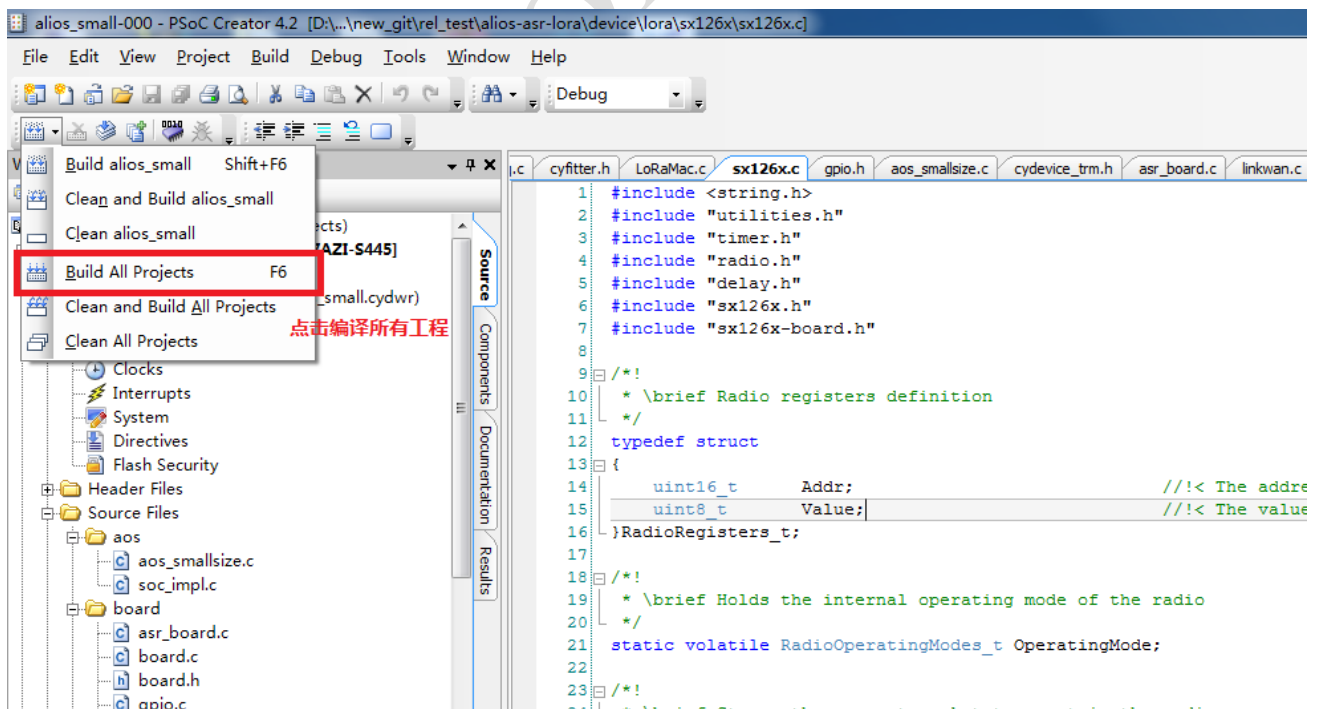 alios_small-000 - PSoC Creator 4.2 [D:\...\new_git\rel_test\alios-asr-lora\device\lora\sx126x\sx126x.c]
File Edit View Project Build Debug Tools Window Help
Debug
Build alios_small Shift+F6
Clean and Build alios_small
Clean alios_small
Build All Projects F6
Clean and Build All Projects
Clean All Projects
点击编译所有工程
ects)
AZI-S445]
_small.cydwr)
Clocks
Interrupts
System
Directives
Flash Security
Header Files
Source Files
aos
aos_smallsize.c
soc_impl.c
board
asr_board.c
board.c
board.h
gpio.c
Source
Components
Documentation
Results
.c cyfitter.h LoRaMac.c sx126x.c gpio.h aos_smallsize.c cydevice_trm.h asr_board.c linkwan.c
1 #include <string.h>
2 #include "utilities.h"
3 #include "timer.h"
4 #include "radio.h"
5 #include "delay.h"
6 #include "sx126x.h"
7 #include "sx126x-board.h"
8
9 /*!
10 * \brief Radio registers definition
11 */
12 typedef struct
13 {
14 uint16_t Addr; //!< The addre
15 uint8_t Value; //!< The value
16 }RadioRegisters_t;
17
18 /*!
19 * \brief Holds the internal operating mode of the radio
20 */
21 static volatile RadioOperatingModes_t OperatingMode;
22
23 /*!